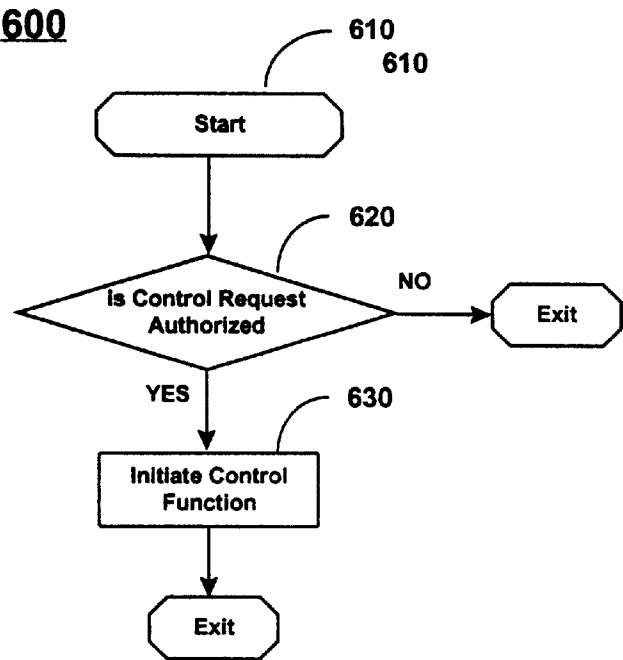 600
610
610
Start
620
is Control Request
Authorized
NO
Exit
YES
630
Initiate Control
Function
Exit